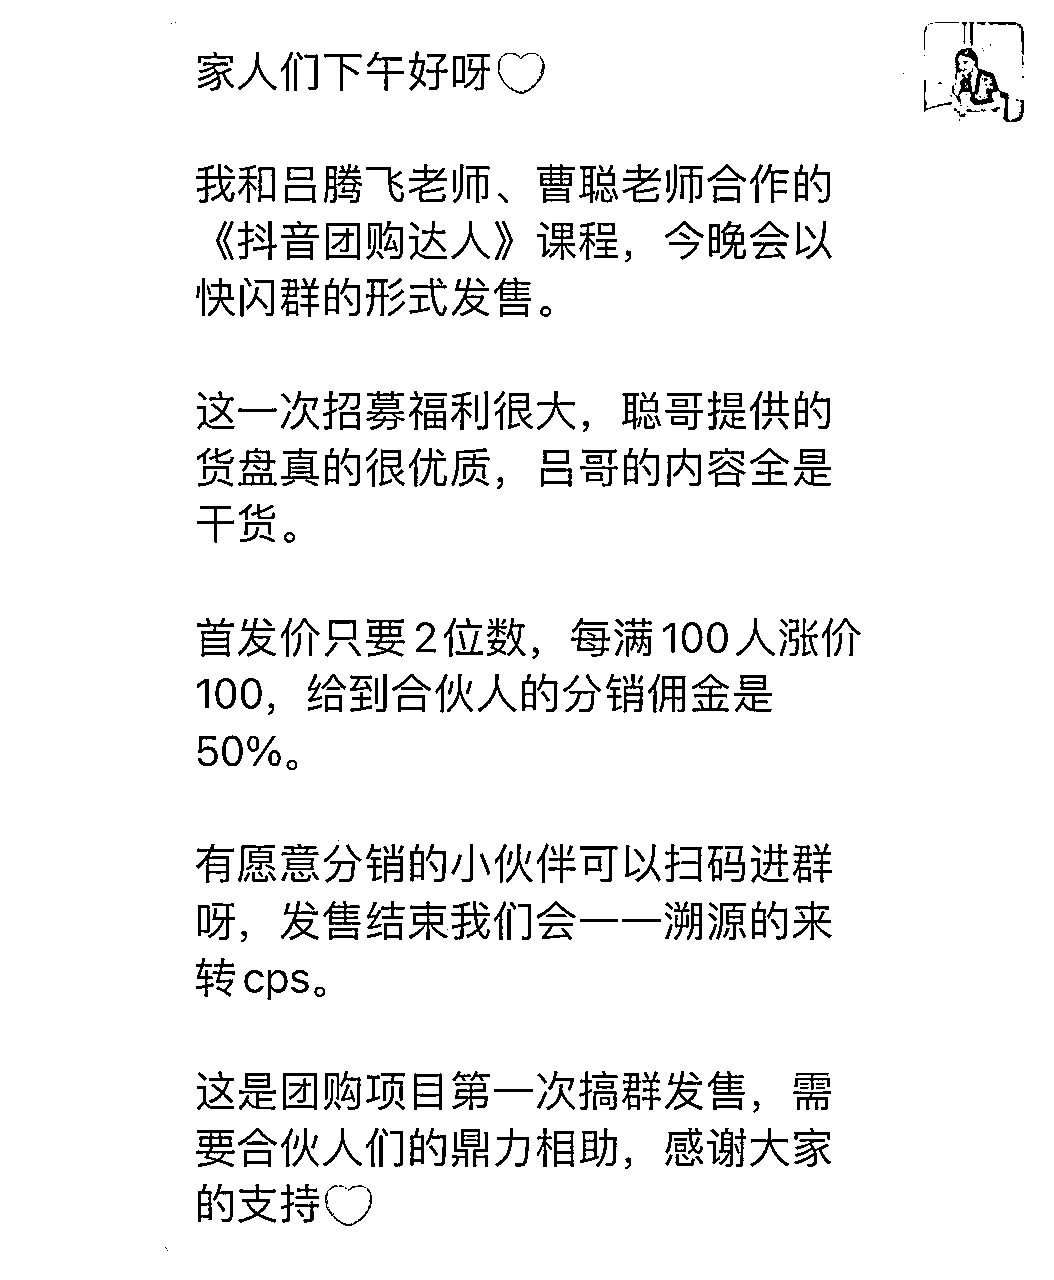 家人们下午好呀♡
我和吕腾飞老师、曹聪老师合作的
《抖音团购达人》课程，今晚会以
快闪群的形式发售。
这一次招募福利很大，聪哥提供的
货盘真的很优质，吕哥的内容全是
干货。
首发价只要2位数，每满100人涨价
100，给到合伙人的分销佣金是
50%。
有愿意分销的小伙伴可以扫码进群
呀，发售结束我们会一一溯源的来
转cps。
这是团购项目第一次搞群发售，需
要合伙人们的鼎力相助，感谢大家
的支持♡